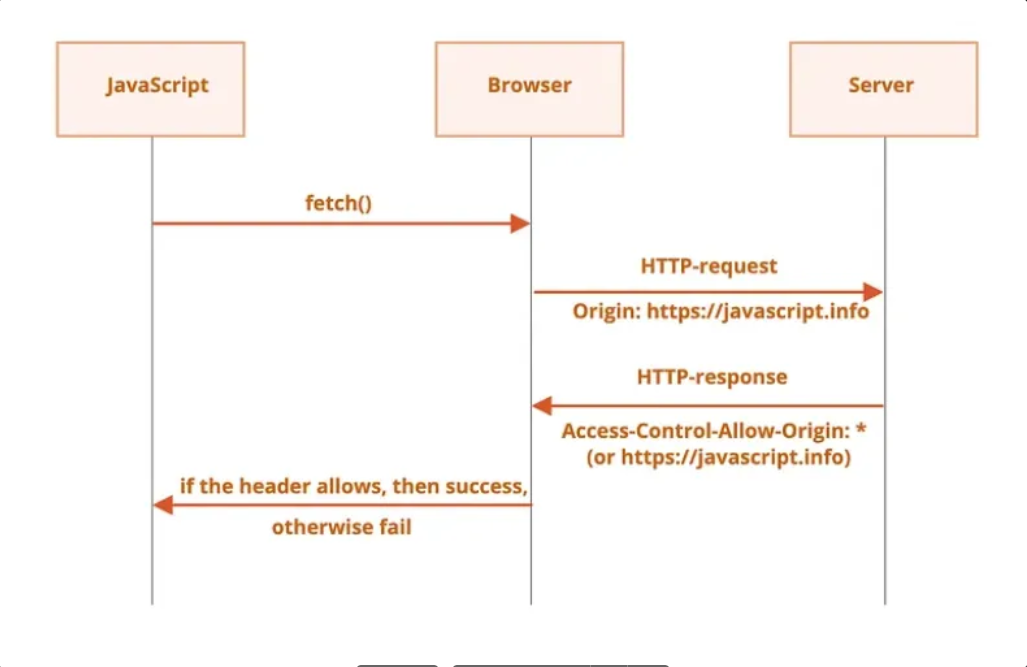 JavaScript
Browser
Server
fetch()
HTTP-request
Origin: https://javascript.info
HTTP-response
Access-Control-Allow-Origin: *
(or https://javascript.info)
if the header allows, then success,
otherwise fail